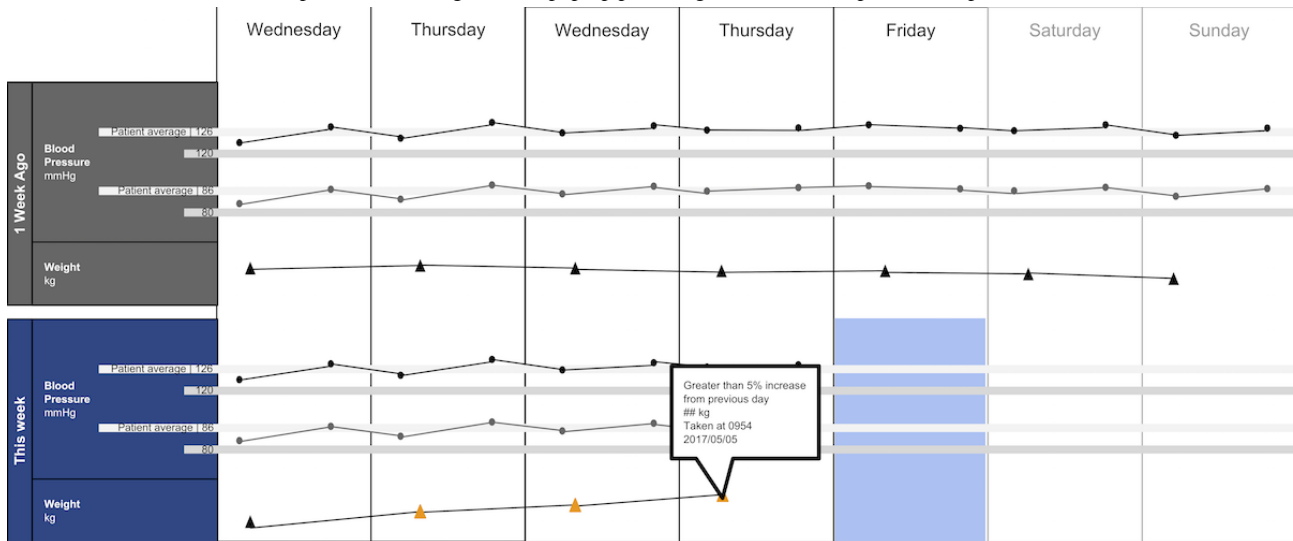 Wednesday
Thursday
Wednesday
Thursday
Friday
Saturday
Sunday
1 Week Ago
Blood
Pressure
mmHg
Patient average | 126
120
Patient average | 86
80
Weight
kg
This week
Blood
Pressure
mmHg
Patient average | 126
120
Patient average | 86
80
Greater than 5% increase
from previous day
## kg
Taken at 0954
2017/05/05
Weight
kg